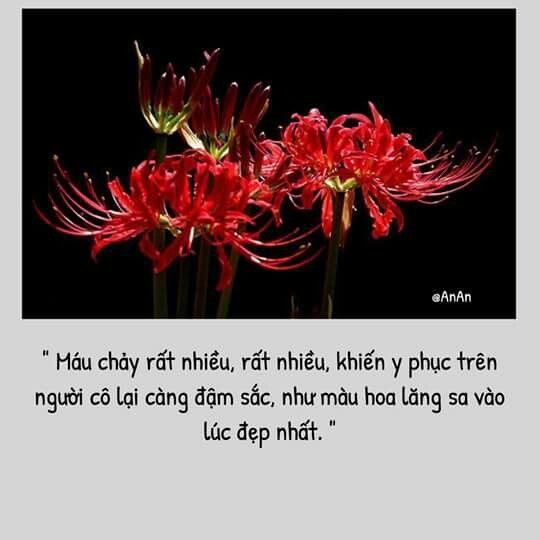 @AnAn
" Máu chảy rất nhiều, rất nhiều, khiến y phục trên
người cô lại càng đậm sắc, như màu hoa lăng sa vào
lúc đẹp nhất. "